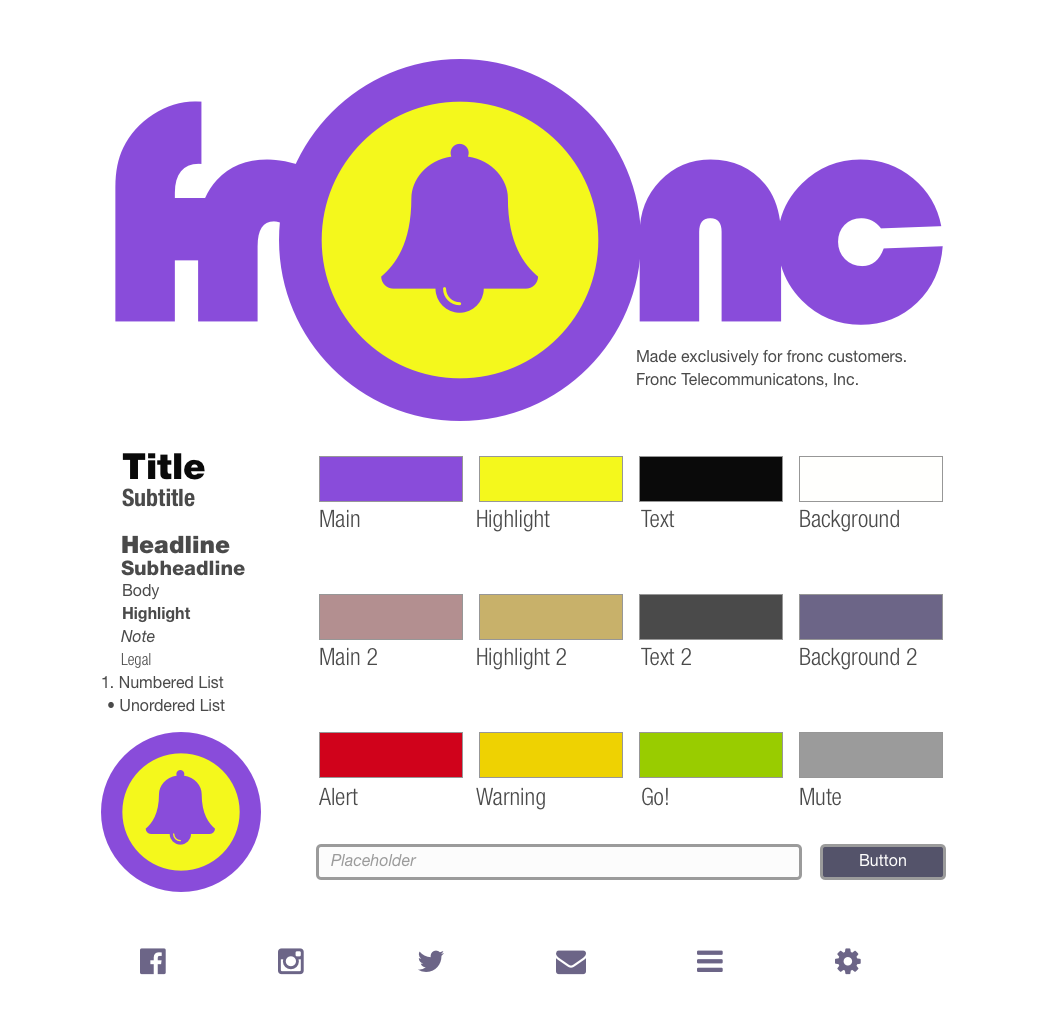 fronc
Made exclusively for fronc customers.
Fronc Telecommunicatons, Inc.
Title
Subtitle
Headline
Subheadline
Body
Highlight
Note
Legal
1. Numbered List
• Unordered List
Main
Highlight
Text
Background
Main 2
Highlight 2
Text 2
Background 2
Alert
Warning
Go!
Mute
Placeholder
Button